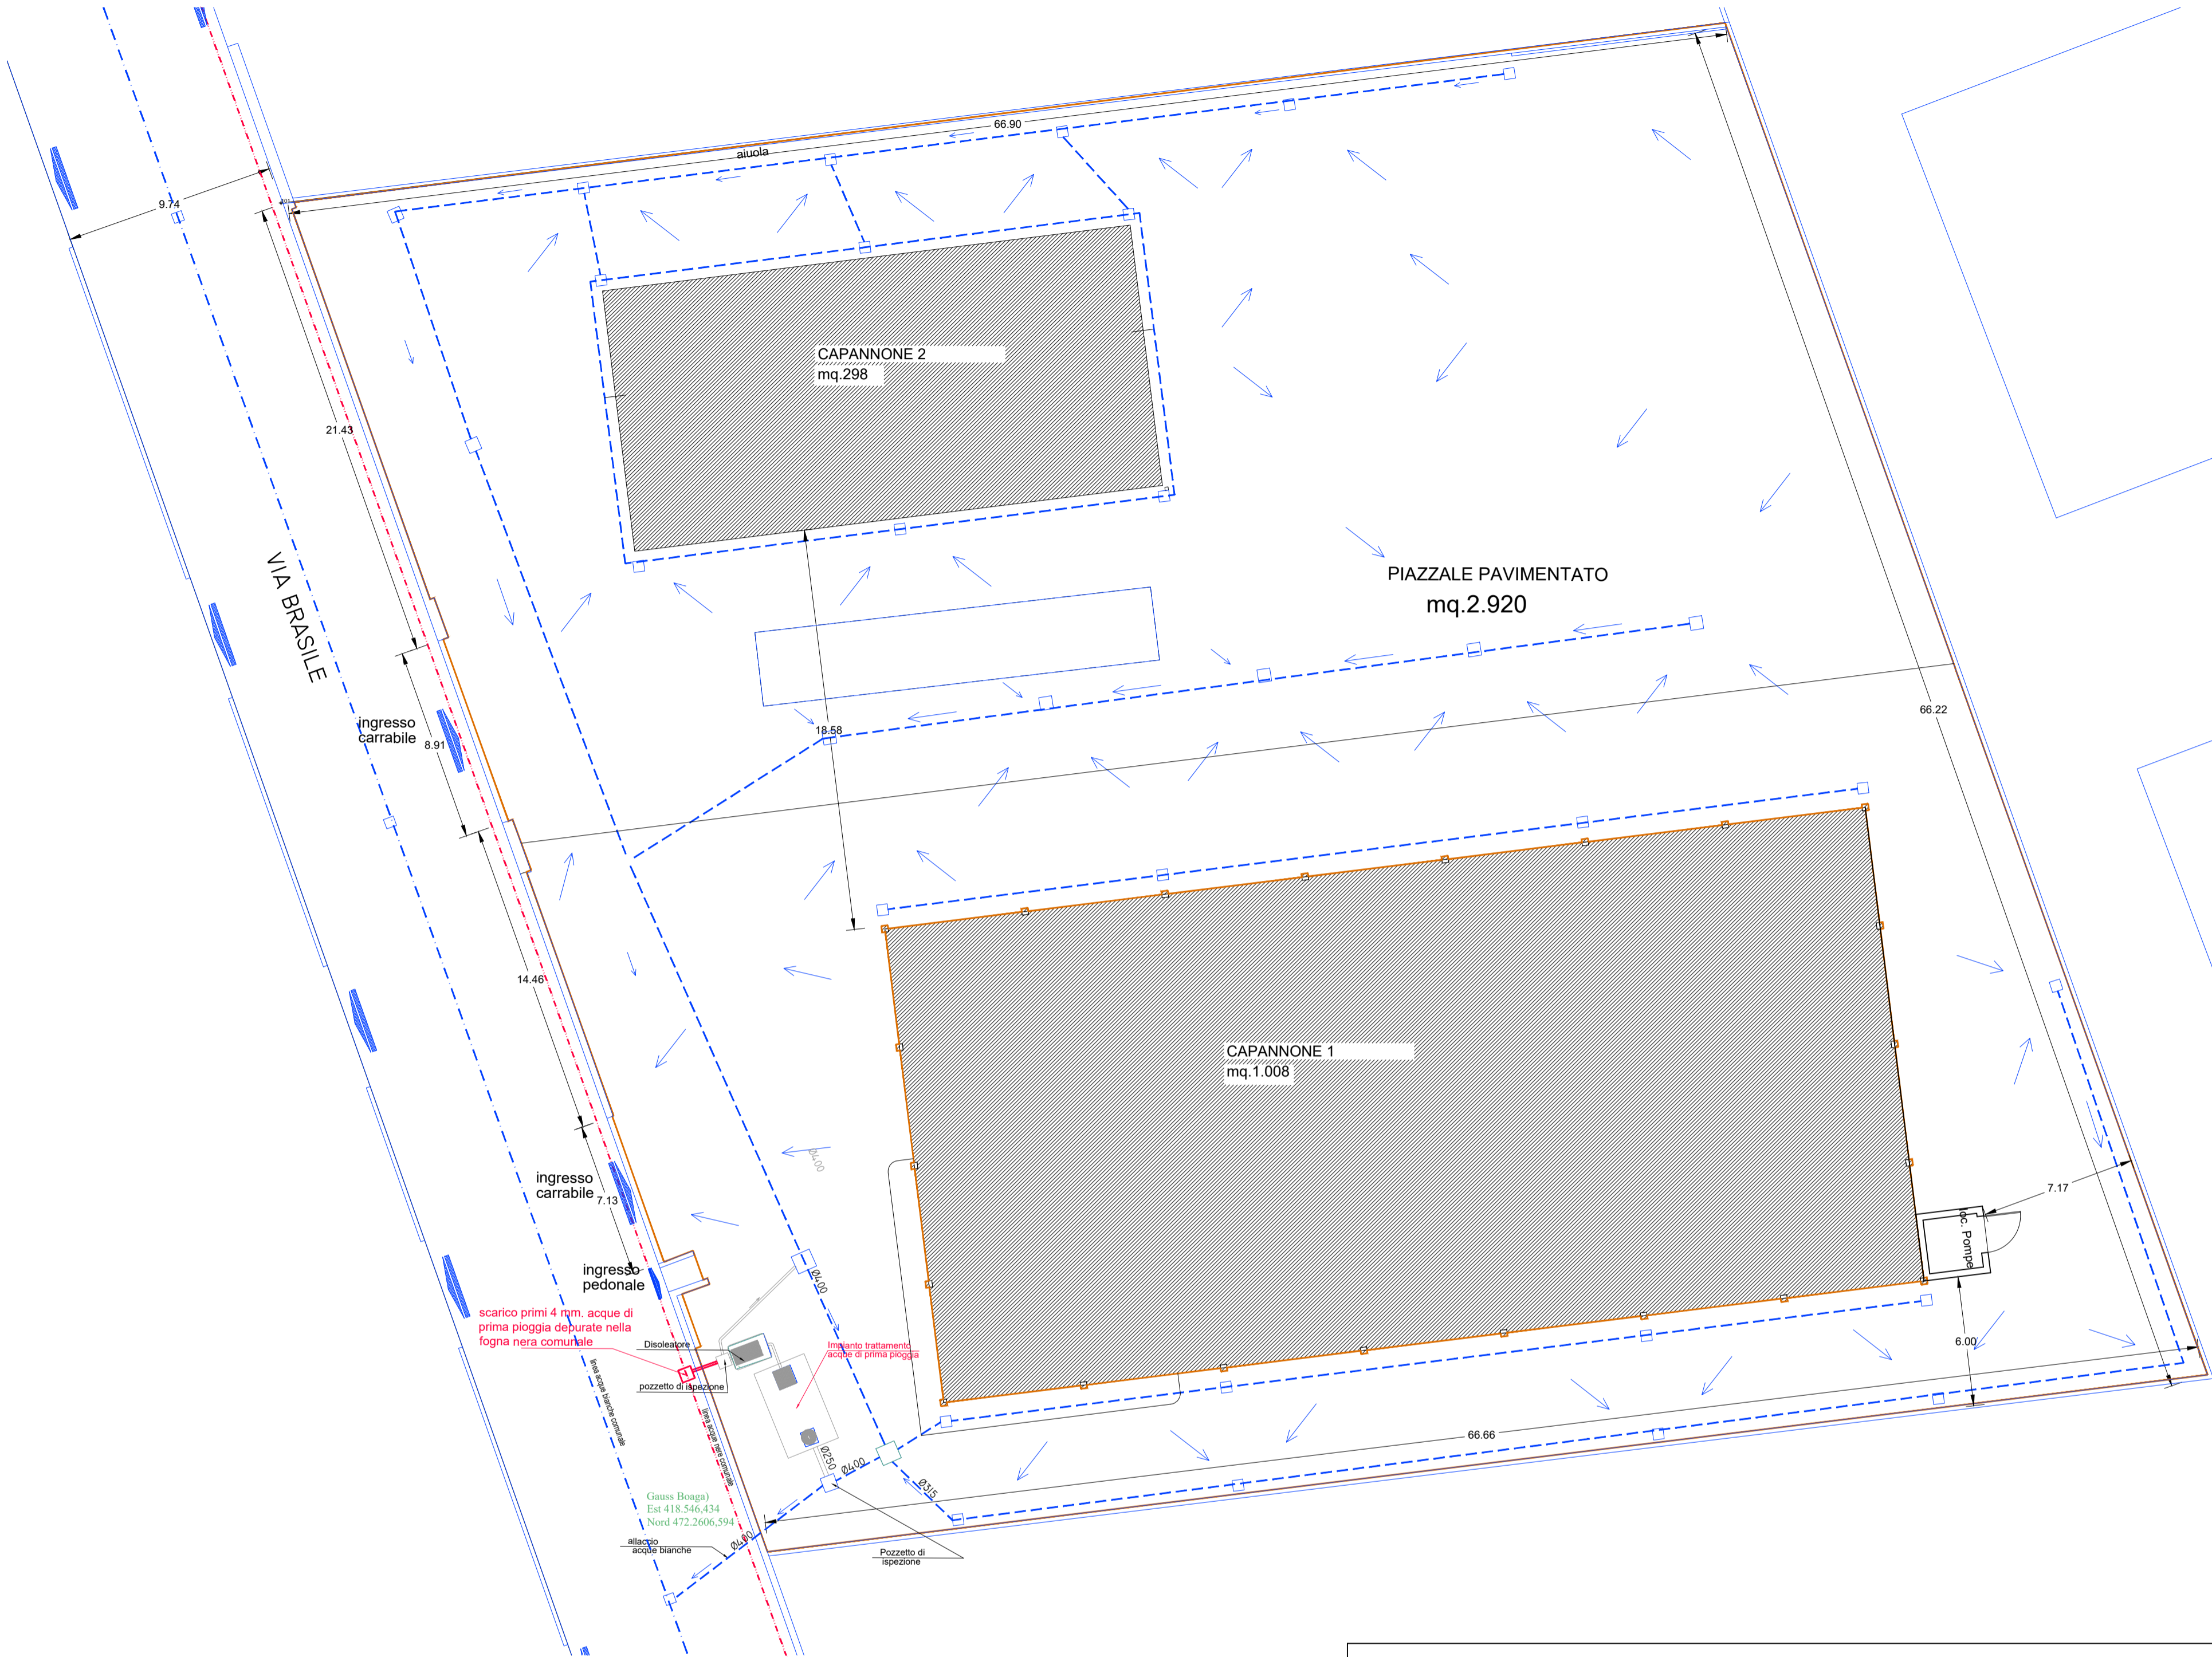 66.90
aiuola
9.74
CAPANNONE 2
mq.298
21.43
VIA BRASILE
PIAZZALE PAVIMENTATO
mq.2.920
66.22
ingresso
carrabile
8.91
18.58
14.46
CAPANNONE 1
mq.1.008
Ø400
ingresso
carrabile
7.13
7.17
loc. Pompe
ingresso
pedonale
Ø400
scarico primi 4 mm. acque di
prima pioggia depurate nella
fogna nera comunale
Disoleatore
Impianto trattamento
acque di prima pioggia
6.00
pozzetto di ispezione
linea acque bianche comunale
linea acque nere comunale
66.66
Ø250
Ø400
Ø315
Gauss Boaga)
Est 418.546,434
Nord 472.2606,594
Ø400
allaccio
acque bianche
Pozzetto di
ispezione